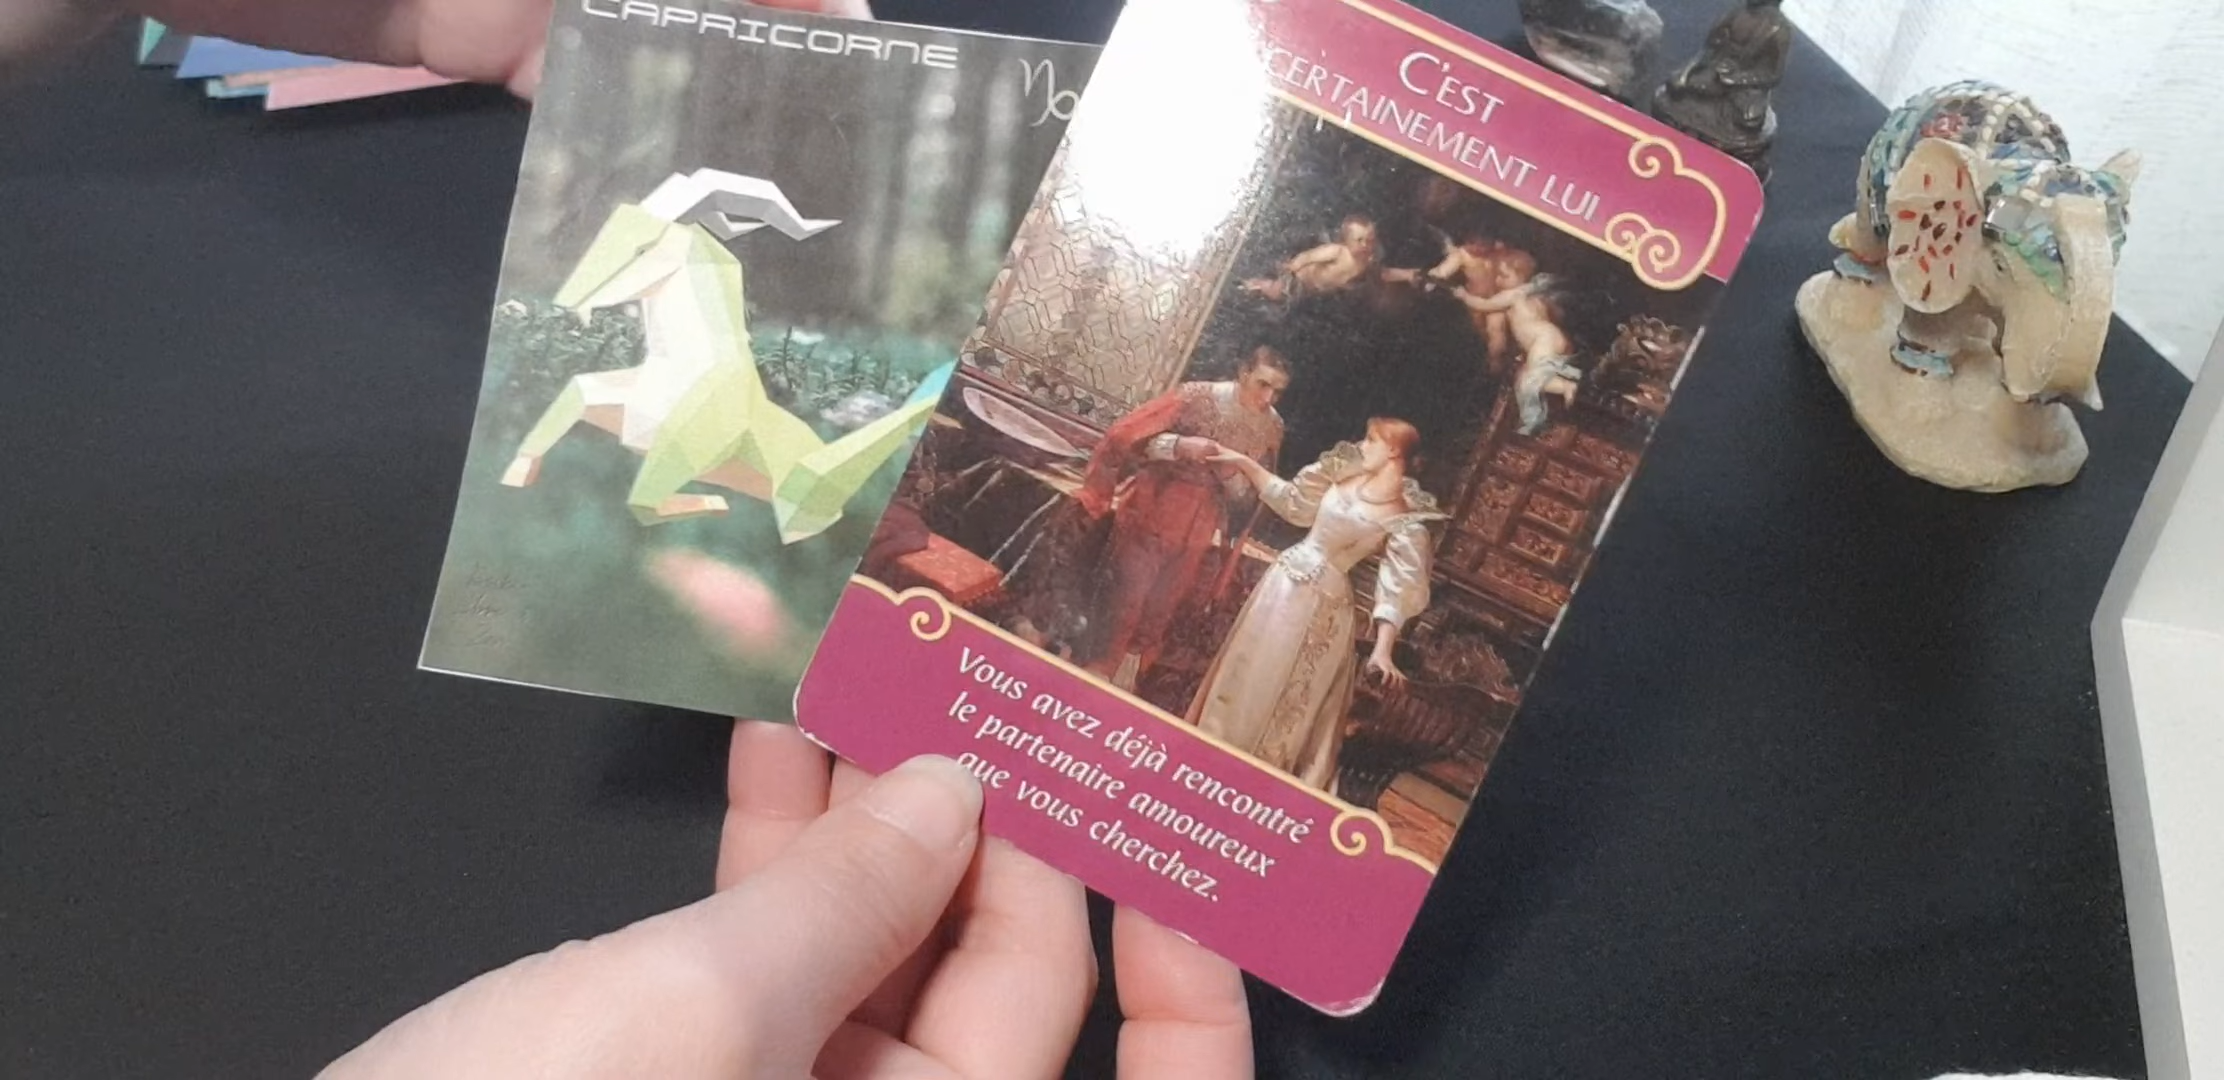 CAPRICORNE
C'EST
CERTAINEMENT LUI
Vous avez déjà rencontré
le partenaire amoureux
que vous cherchez.